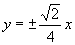 y = ± √2/4 x